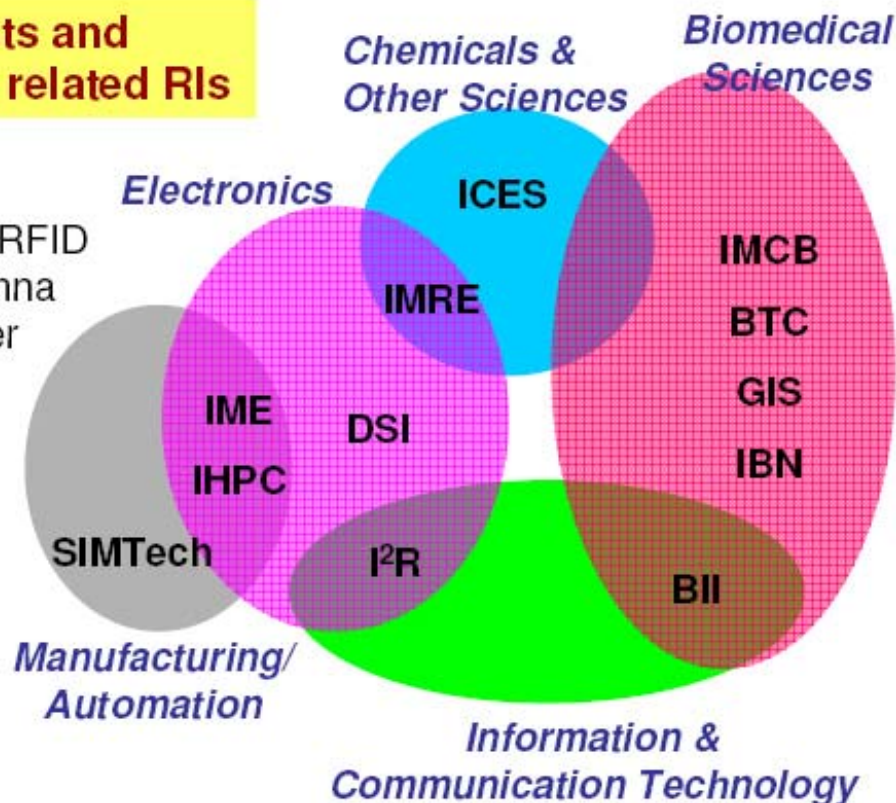 ts and
related RIs
RFID
nna
er
Chemicals &
Other Sciences
Biomedical
Sciences
Electronics
ICES
IMRE
IMCB
BTC
GIS
IBN
IME
DSI
IHPC
SIMTech
I²R
BII
Manufacturing/
Automation
Information &
Communication Technology